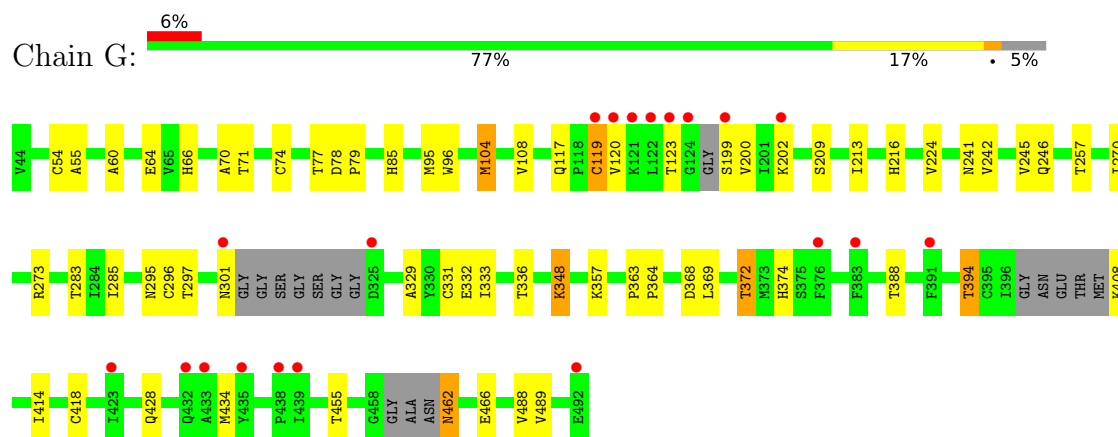 6%
Chain G:
77% 17% • 5%
V44 C54 A55 A60 E64 V65 H66 A70 T71 C74 T77 D78 P79 H85 M95 W96 M104 V108 Q117 P118 C119 V120 K121 L122 T123 G124 GLY S199 V200 I201 K202 S209 I213 H216 V224 N241 V242 V245 Q246 T257
R273 T283 I284 I285 N295 C296 T297 N301 GLY GLY SER GLY SER GLY GLY D325 A329 Y330 C331 E332 I333 T336 K348 K357 P363 P364 D368 L369 T372 M373 H374 S375 F376 F383 T388 F391 T394 C395 I396 GLY ASN GLU THR MET
I414 C418 I423 Q428 Q432 A433 M434 Y435 P438 I439 T455 G458 GLY ALA ASN N462 E466 V488 V489 E492